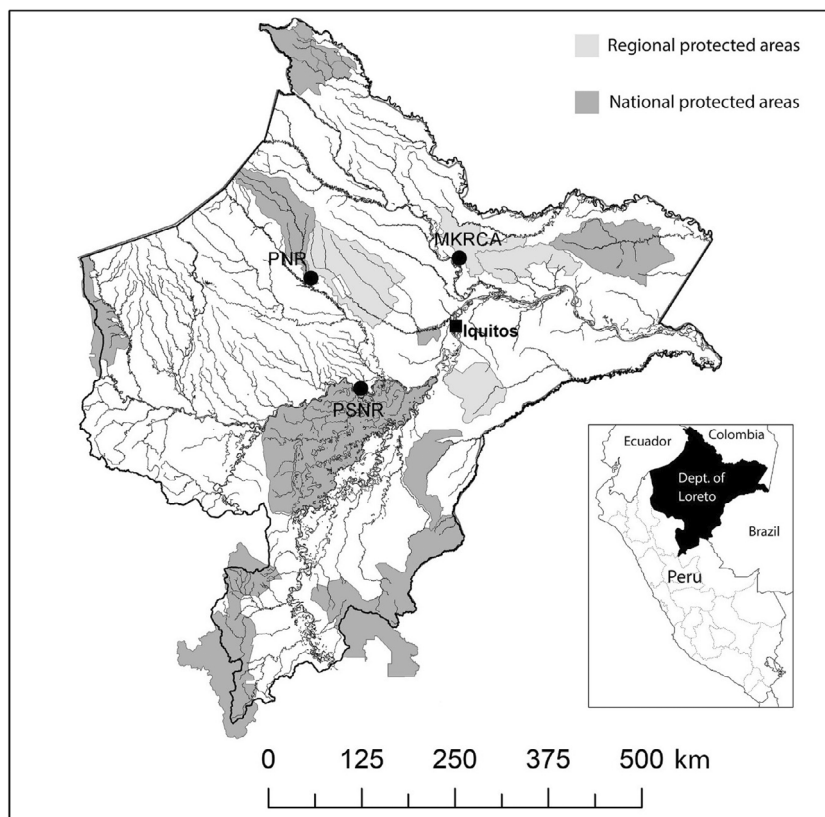 Regional protected areas
National protected areas
MKRCA
PNR
Iquitos
PSNR
Ecuador
Colombia
Dept. of
Loreto
Brazil
Peru
0 125 250 375 500 km